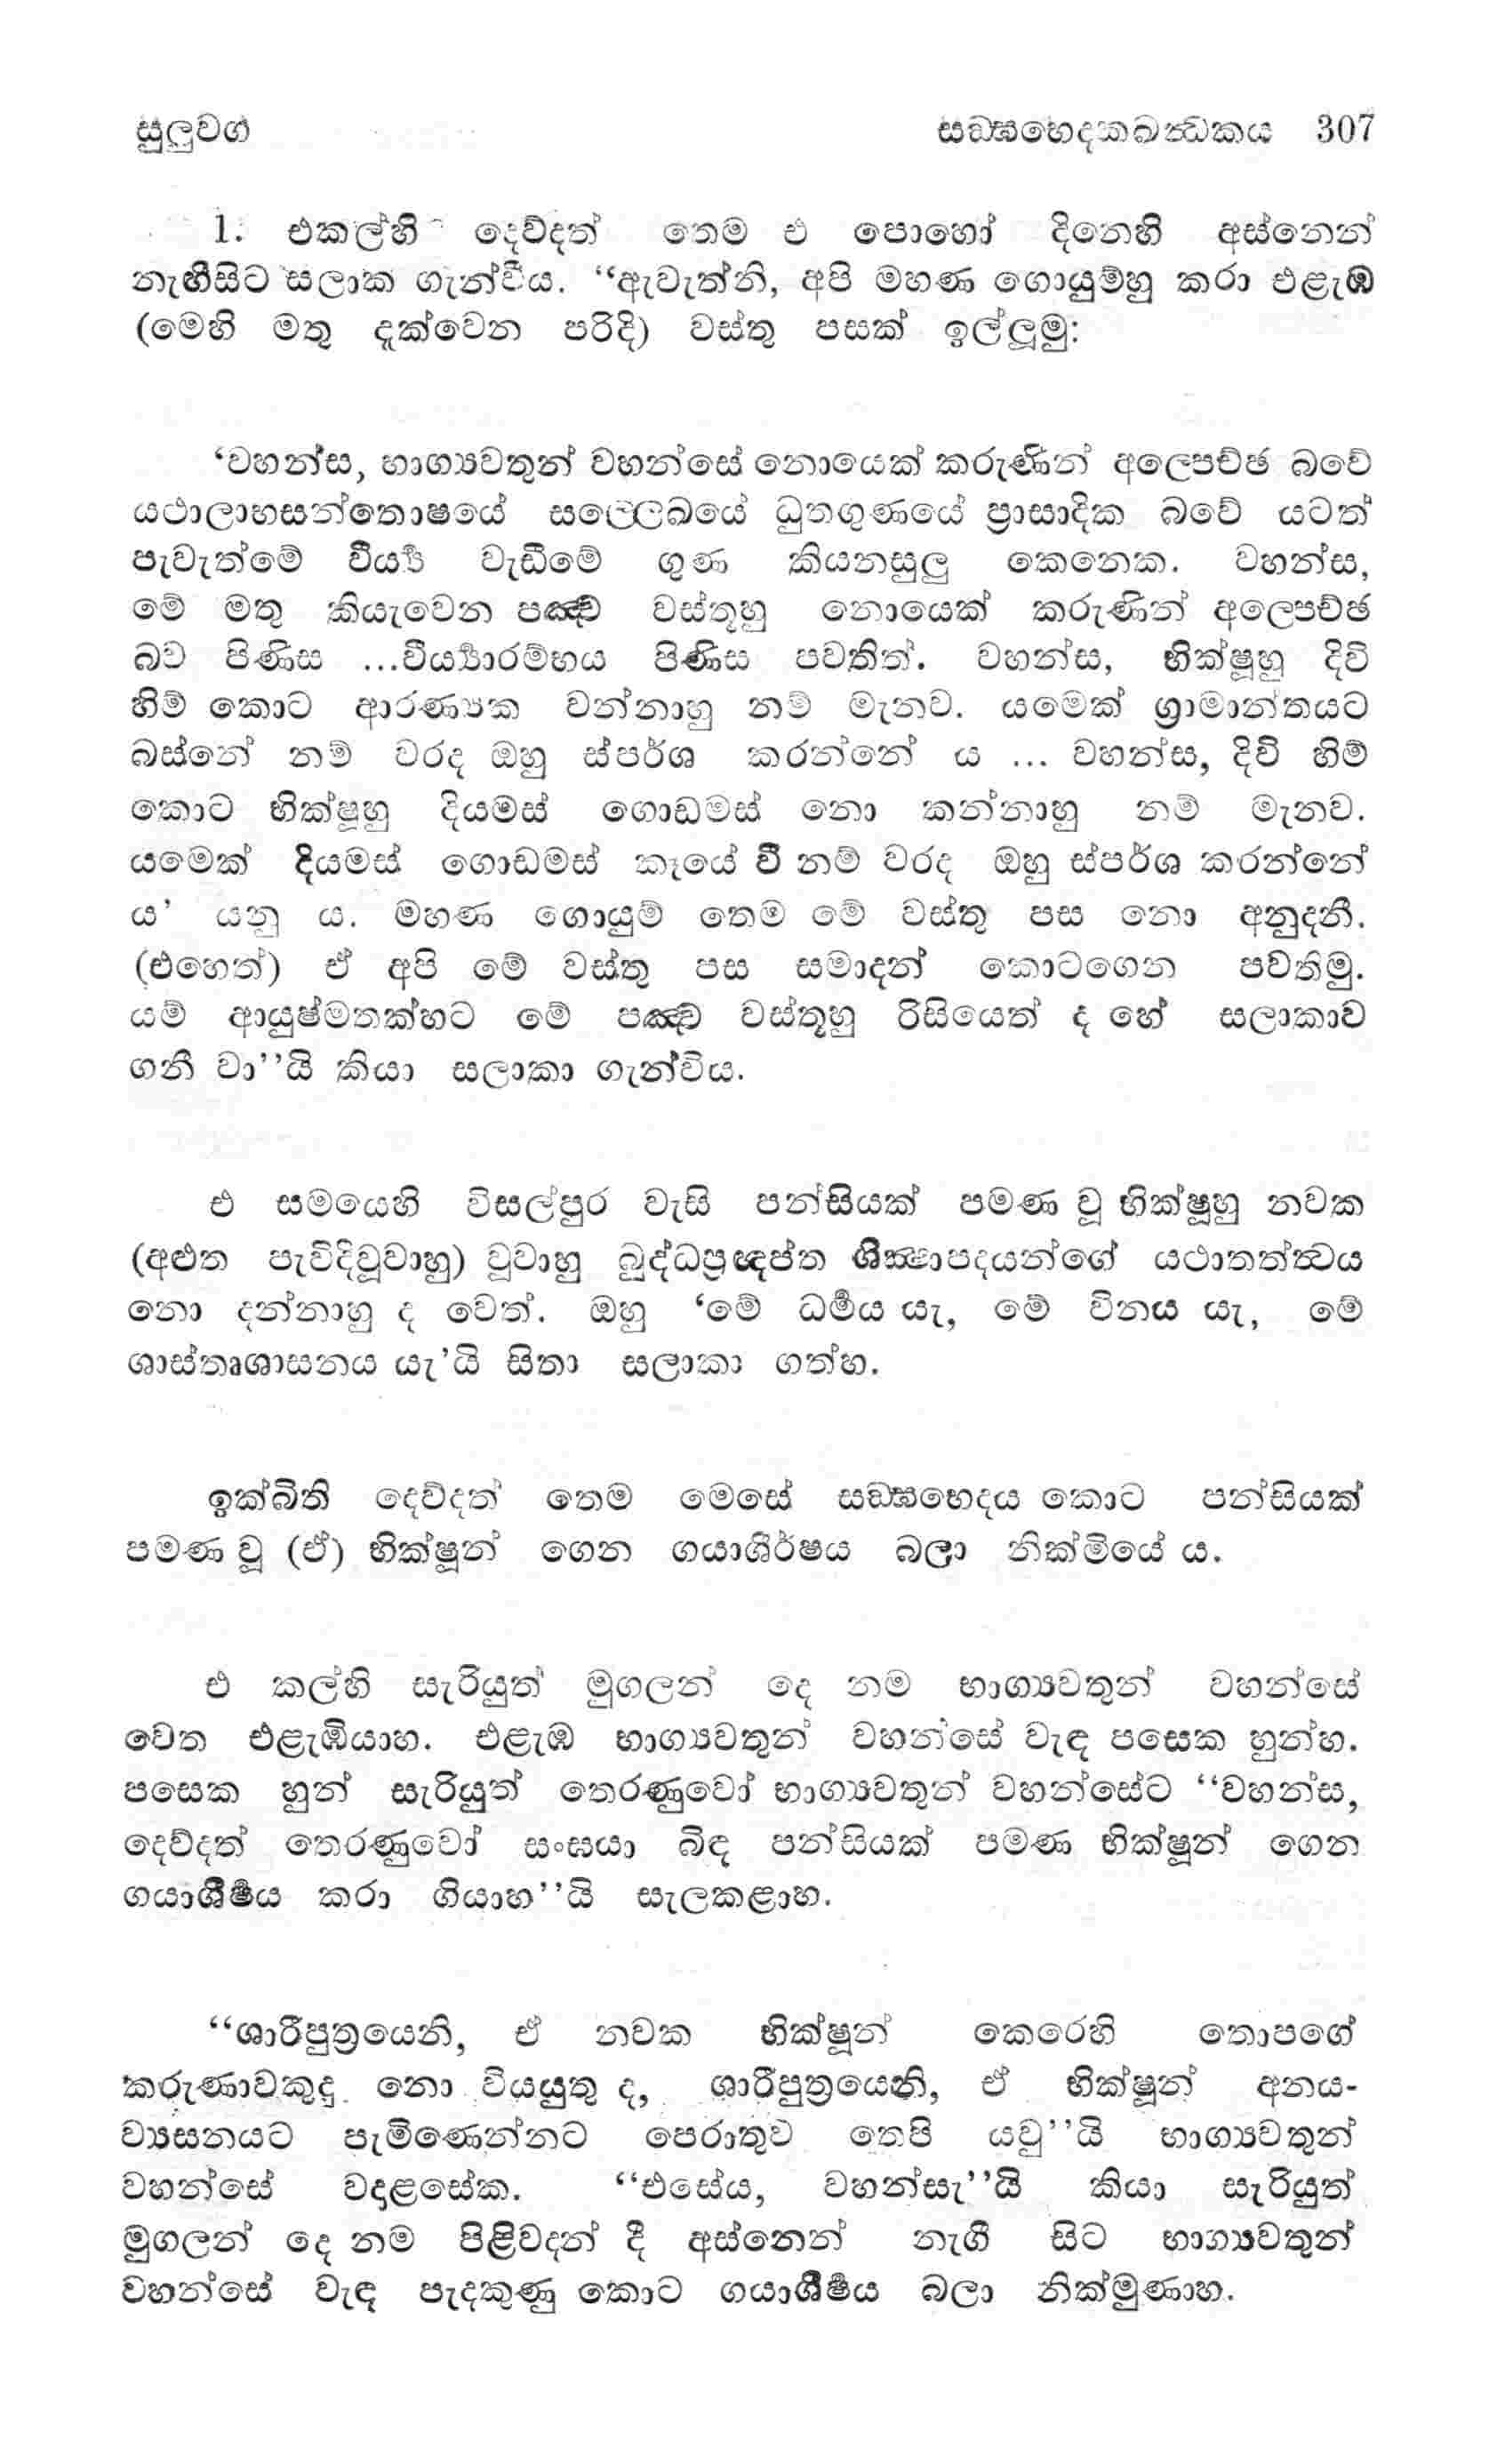 සුලුවග සඞ්ඝභෙදකඛන්ධකය 307
1. එකල්හි දෙව්දත් තෙම එ පොහෝ දිනෙහි අස්නෙන්
නැඟීසිට සලාක ගැන්වීය. “ඇවැත්නි, අපි මහණ ගොයුම්හු කරා එළැඹ
(මෙහි මතු දැක්වෙන පරිදි) වස්තු පසක් ඉල්ලූමු:
‘වහන්ස, භාග්‍යවතුන් වහන්සේ නොයෙක් කරුණින් අලෙපච්ඡ බවේ
යථාලාභසන්තොෂයේ සල්ලෙඛයේ ධුතගුණයේ ප්‍රාසාදික බවේ යටත්
පැවැත්මේ වීර්‍ය්‍ය වැඩීමේ ගුණ කියනසුලු කෙනෙක. වහන්ස,
මේ මතු කියැවෙන පඤ්ච වස්තූහු නොයෙක් කරුණින් අලෙපච්ඡ
බව පිණිස ...වීර්‍ය්‍යාරම්භය පිණිස පවතිත්. වහන්ස, භික්ෂූහු දිවි
හිම් කොට ආරණ්‍යක වන්නාහු නම් මැනව. යමෙක් ග්‍රාමාන්තයට
බස්නේ නම් වරද ඔහු ස්පර්ශ කරන්නේ ය ... වහන්ස, දිවි හිම්
කොට භික්ෂූහු දියමස් ගොඩමස් නො කන්නාහු නම් මැනව.
යමෙක් දියමස් ගොඩමස් කෑයේ වී නම් වරද ඔහු ස්පර්ශ කරන්නේ
ය’ යනු ය. මහණ ගොයුම් තෙම මේ වස්තු පස නො අනුදනී.
(එහෙත්) ඒ අපි මේ වස්තු පස සමාදන් කොටගෙන පවතිමු.
යම් ආයුෂ්මතක්හට මේ පඤ්ච වස්තූහු රිසියෙත් ද හේ සලාකාව
ගනී වා’’යි කියා සලාකා ගැන්විය.
එ සමයෙහි විසල්පුර වැසි පන්සියක් පමණ වූ භික්ෂූහු නවක
(අළුත පැවිදිවූවාහු) වූවාහු බුද්ධප්‍රඥප්ත ශික්‍ෂාපදයන්ගේ යථාතත්ත්‍වය
නො දන්නාහු ද වෙත්. ඔහු ‘මේ ධර්‍මය යැ, මේ විනය යැ, මේ
ශාස්තෘශාසනය යැ’යි සිතා සලාකා ගත්හ.
ඉක්බිති දෙව්දත් තෙම මෙසේ සඞ්ඝභෙදය කොට පන්සියක්
පමණ වූ (ඒ) භික්ෂූන් ගෙන ගයාශීර්ෂය බලා නික්මියේ ය.
එ කල්හි සැරියුත් මුගලන් දෙ නම භාග්‍යවතුන් වහන්සේ
වෙත එළැඹියාහ. එළැඹ භාග්‍යවතුන් වහන්සේ වැඳ පසෙක හුන්හ.
පසෙක හුන් සැරියුත් තෙරණුවෝ භාග්‍යවතුන් වහන්සේට “වහන්ස,
දෙව්දත් තෙරණුවෝ සංඝයා බිඳ පන්සියක් පමණ භික්ෂූන් ගෙන
ගයාශීර්‍ෂය කරා ගියාහ’’යි සැලකළාහ.
“ශාරීපුත්‍රයෙනි, ඒ නවක භික්ෂූන් කෙරෙහි තොපගේ
කරුණාවකුදු නො වියයුතු ද, ශාරීපුත්‍රයෙනි, ඒ භික්ෂූන් අනය-
ව්‍යසනයට පැමිණෙන්නට පෙරාතුව තෙපි යවු’’යි භාග්‍යවතුන්
වහන්සේ වදාළසේක. “එසේය, වහන්සැ’’යි කියා සැරියුත්
මුගලන් දෙ නම පිළිවදන් දී අස්නෙන් නැගී සිට භාග්‍යවතුන්
වහන්සේ වැඳ පැදකුණු කොට ගයාශීර්‍ෂය බලා නික්මුණාහ.